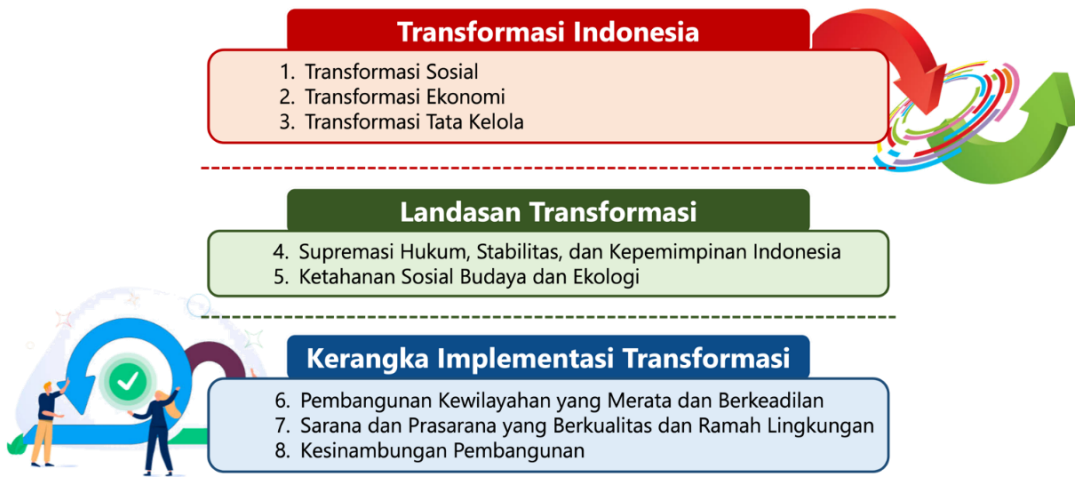 Transformasi Indonesia
1. Transformasi Sosial
2. Transformasi Ekonomi
3. Transformasi Tata Kelola
Landasan Transformasi
4. Supremasi Hukum, Stabilitas, dan Kepemimpinan Indonesia
5. Ketahanan Sosial Budaya dan Ekologi
Kerangka Implementasi Transformasi
6. Pembangunan Kewilayahan yang Merata dan Berkeadilan
7. Sarana dan Prasarana yang Berkualitas dan Ramah Lingkungan
8. Kesinambungan Pembangunan